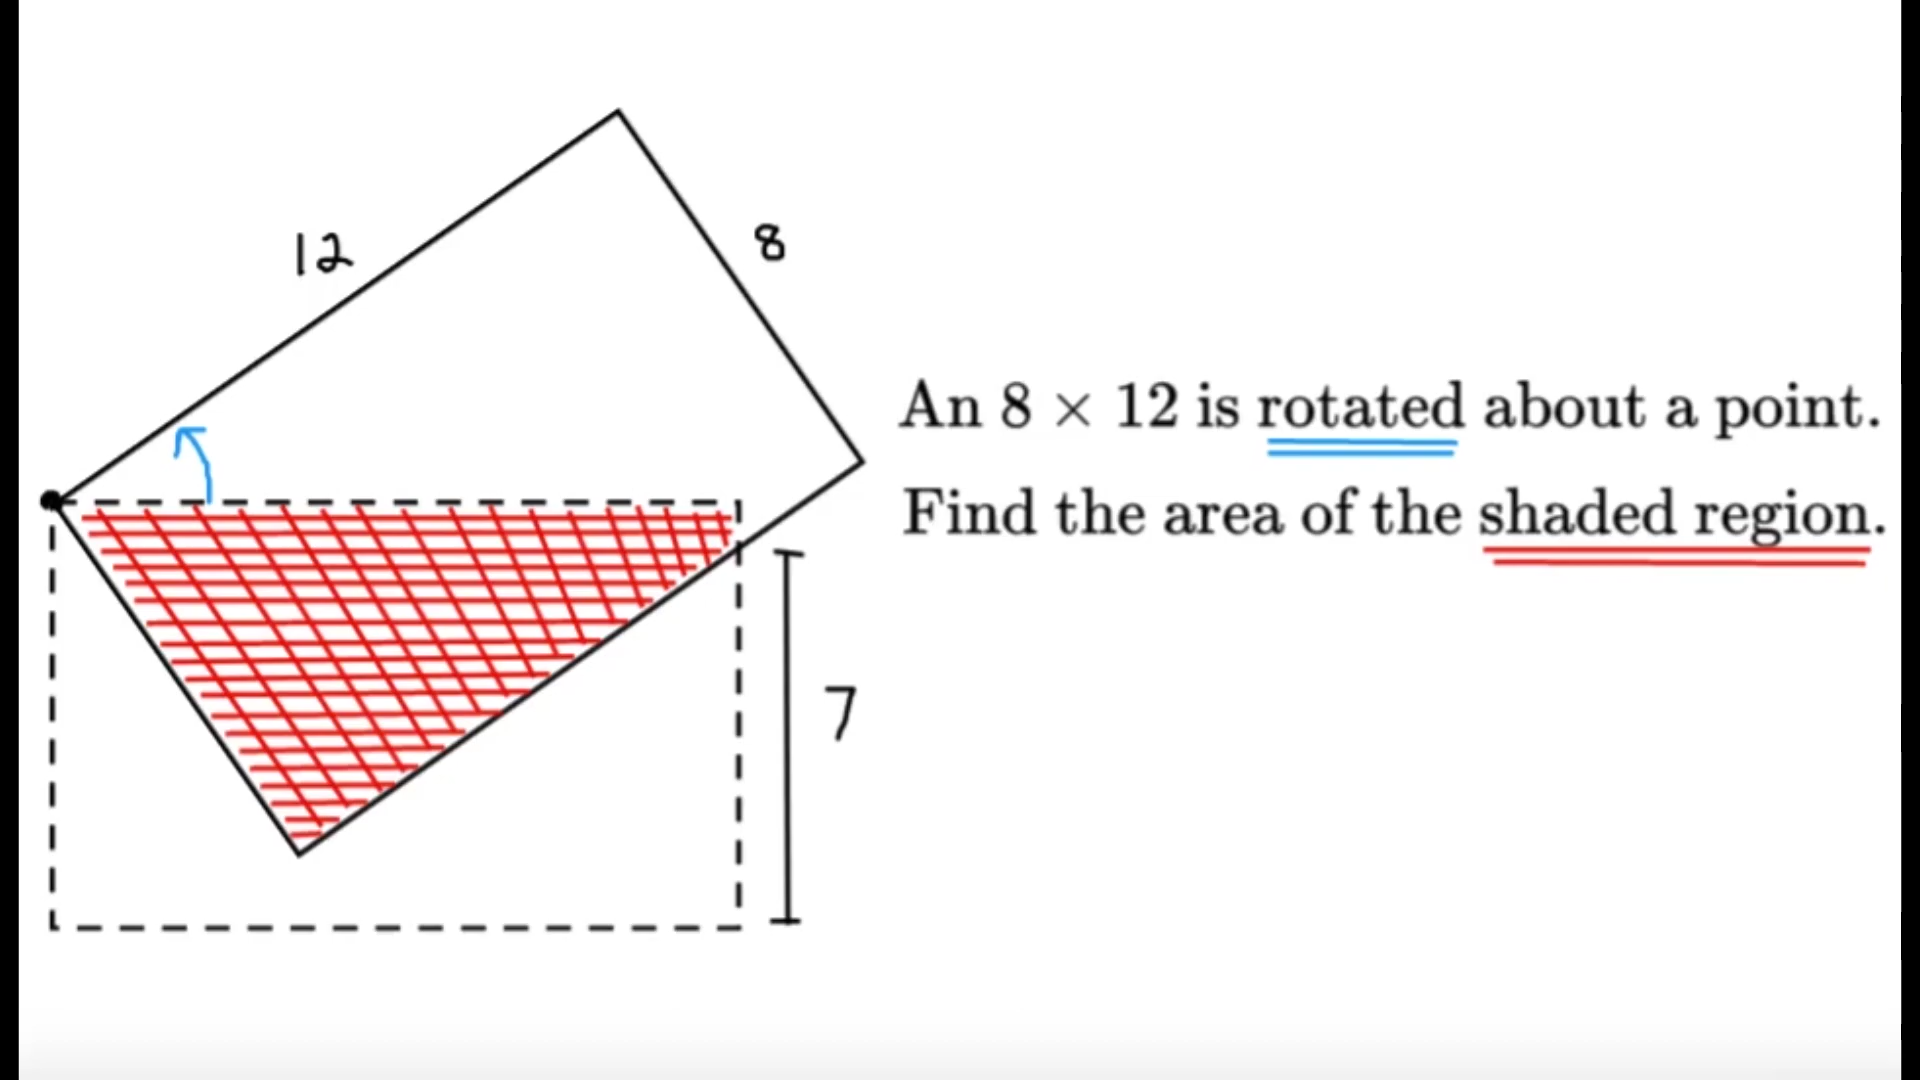 12
8
An 8 × 12 is rotated about a point.
Find the area of the shaded region.
7